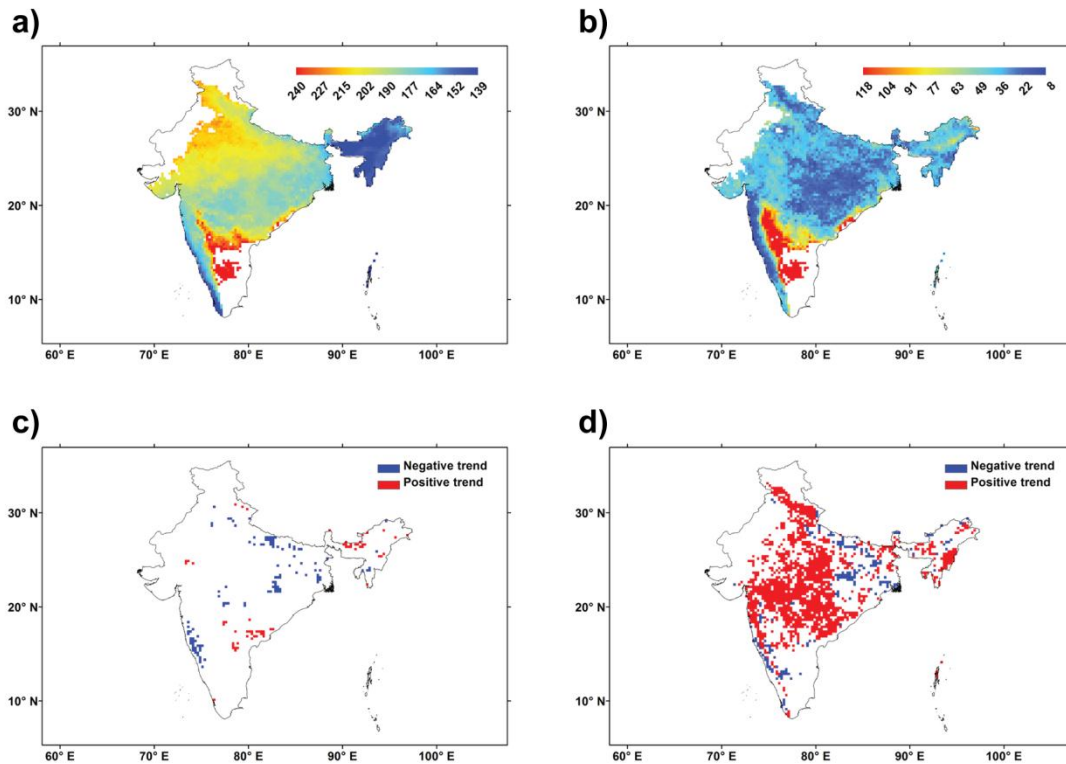 a)
240 227 215 202 190 177 164 152 139
30° N
20° N
10° N
60° E 70° E 80° E 90° E 100° E
b)
118 104 91 77 63 49 36 22 8
30° N
20° N
10° N
60° E 70° E 80° E 90° E 100° E
c)
Negative trend
Positive trend
30° N
20° N
10° N
60° E 70° E 80° E 90° E 100° E
d)
Negative trend
Positive trend
30° N
20° N
10° N
60° E 70° E 80° E 90° E 100° E